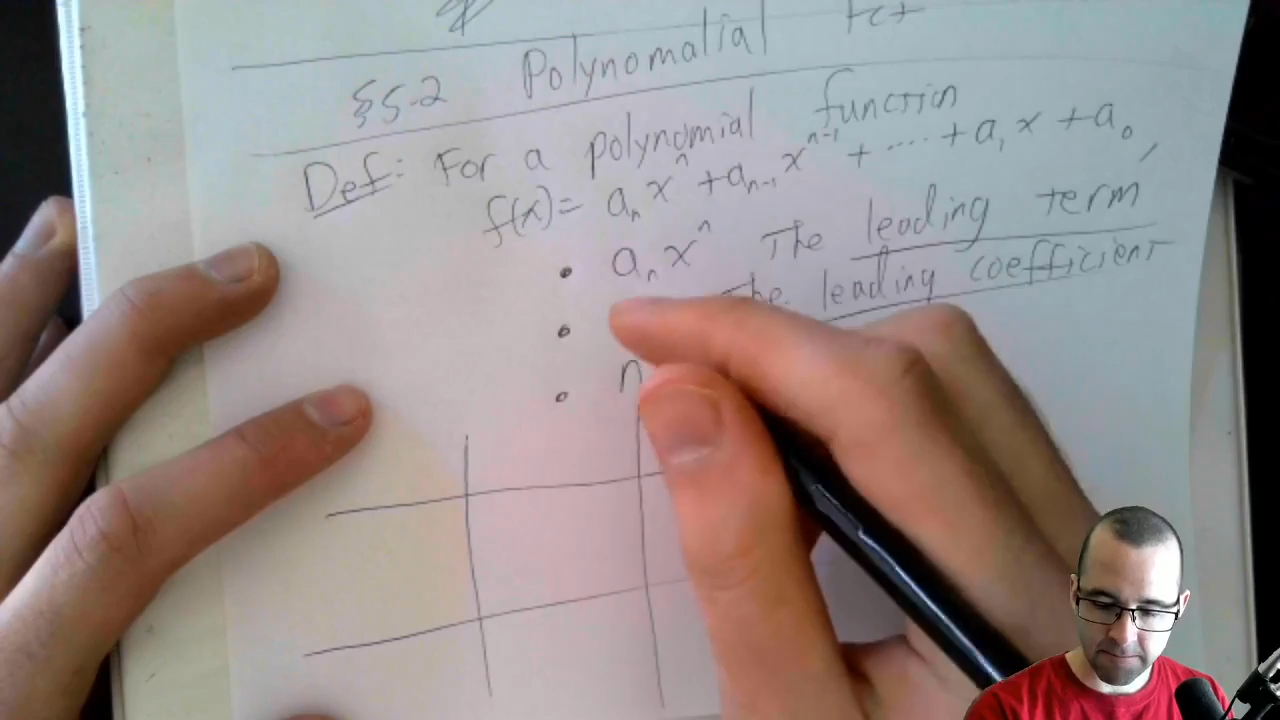 §5.2 Polynomalial fct
Def: For a polynomial function
f(x)= aₙxⁿ + aₙ₋₁xⁿ⁻¹ + ···· + a₁x + a₀,
• aₙxⁿ The leading term
• The leading coefficient
• n